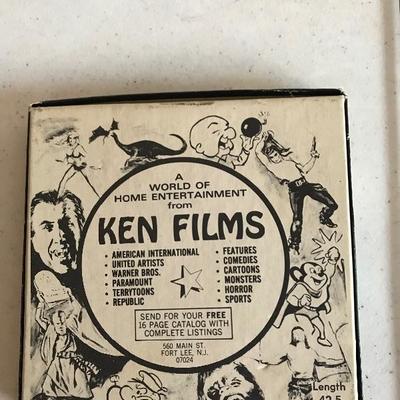 A
WORLD OF
HOME ENTERTAINMENT
from
KEN FILMS
• AMERICAN INTERNATIONAL
• UNITED ARTISTS
• WARNER BROS.
• PARAMOUNT
• TERRYTOONS
• REPUBLIC
• FEATURES
• COMEDIES
• CARTOONS
• MONSTERS
• HORROR
• SPORTS
SEND FOR YOUR FREE
16 PAGE CATALOG WITH
COMPLETE LISTINGS
560 MAIN ST.
FORT LEE, N.J.
07024
Length